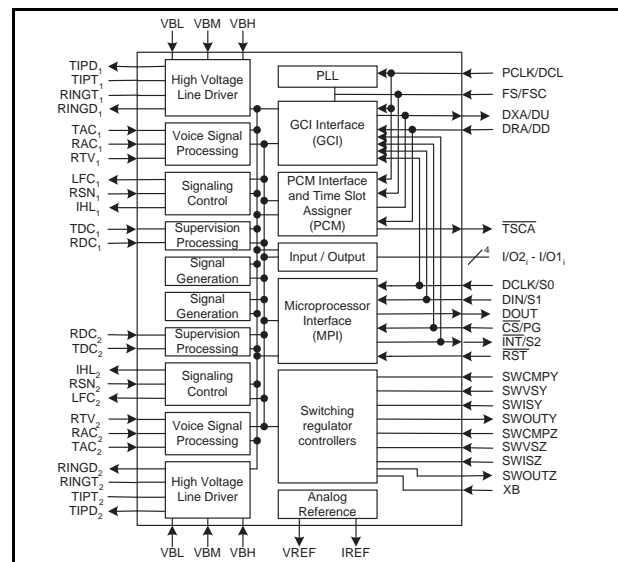 VBL VBM VBH
TIPD1
TIPT1
RINGT1
RINGD1
High Voltage
Line Driver
TAC1
RAC1
RTV1
Voice Signal
Processing
LFC1
RSN1
IHL1
Signaling
Control
TDC1
RDC1
Supervision
Processing
Signal
Generation
Signal
Generation
RDC2
TDC2
Supervision
Processing
IHL2
RSN2
LFC2
Signaling
Control
RTV2
RAC2
TAC2
Voice Signal
Processing
RINGD2
RINGT2
TIPT2
TIPD2
High Voltage
Line Driver
VBL VBM VBH
PLL
GCI Interface
(GCI)
PCM Interface
and Time Slot
Assigner
(PCM)
Input / Output
Microprocessor
Interface
(MPI)
Switching
regulator
controllers
Analog
Reference
VREF IREF
PCLK/DCL
FS/FSC
DXA/DU
DRA/DD
TSCA
4
I/O2i - I/O1i
DCLK/S0
DIN/S1
DOUT
CS/PG
INT/S2
RST
SWCMPY
SWVSY
SWISY
SWOUTY
SWCMPZ
SWVSZ
SWISZ
SWOUTZ
XB